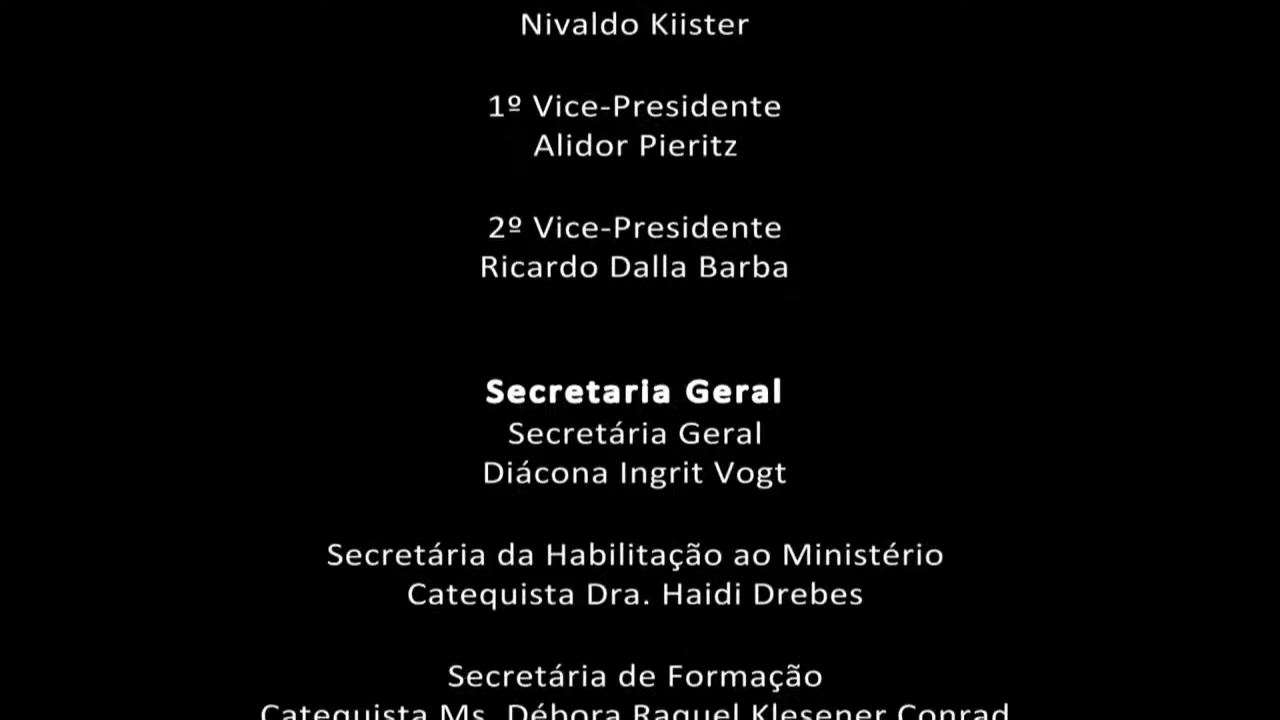 Nivaldo Kiister
1º Vice-Presidente
Alidor Pieritz
2º Vice-Presidente
Ricardo Dalla Barba
Secretaria Geral
Secretária Geral
Diácona Ingrit Vogt
Secretária da Habilitação ao Ministério
Catequista Dra. Haidi Drebes
Secretária de Formação
Catequista Ms. Débora Raquel Klesener Conrad